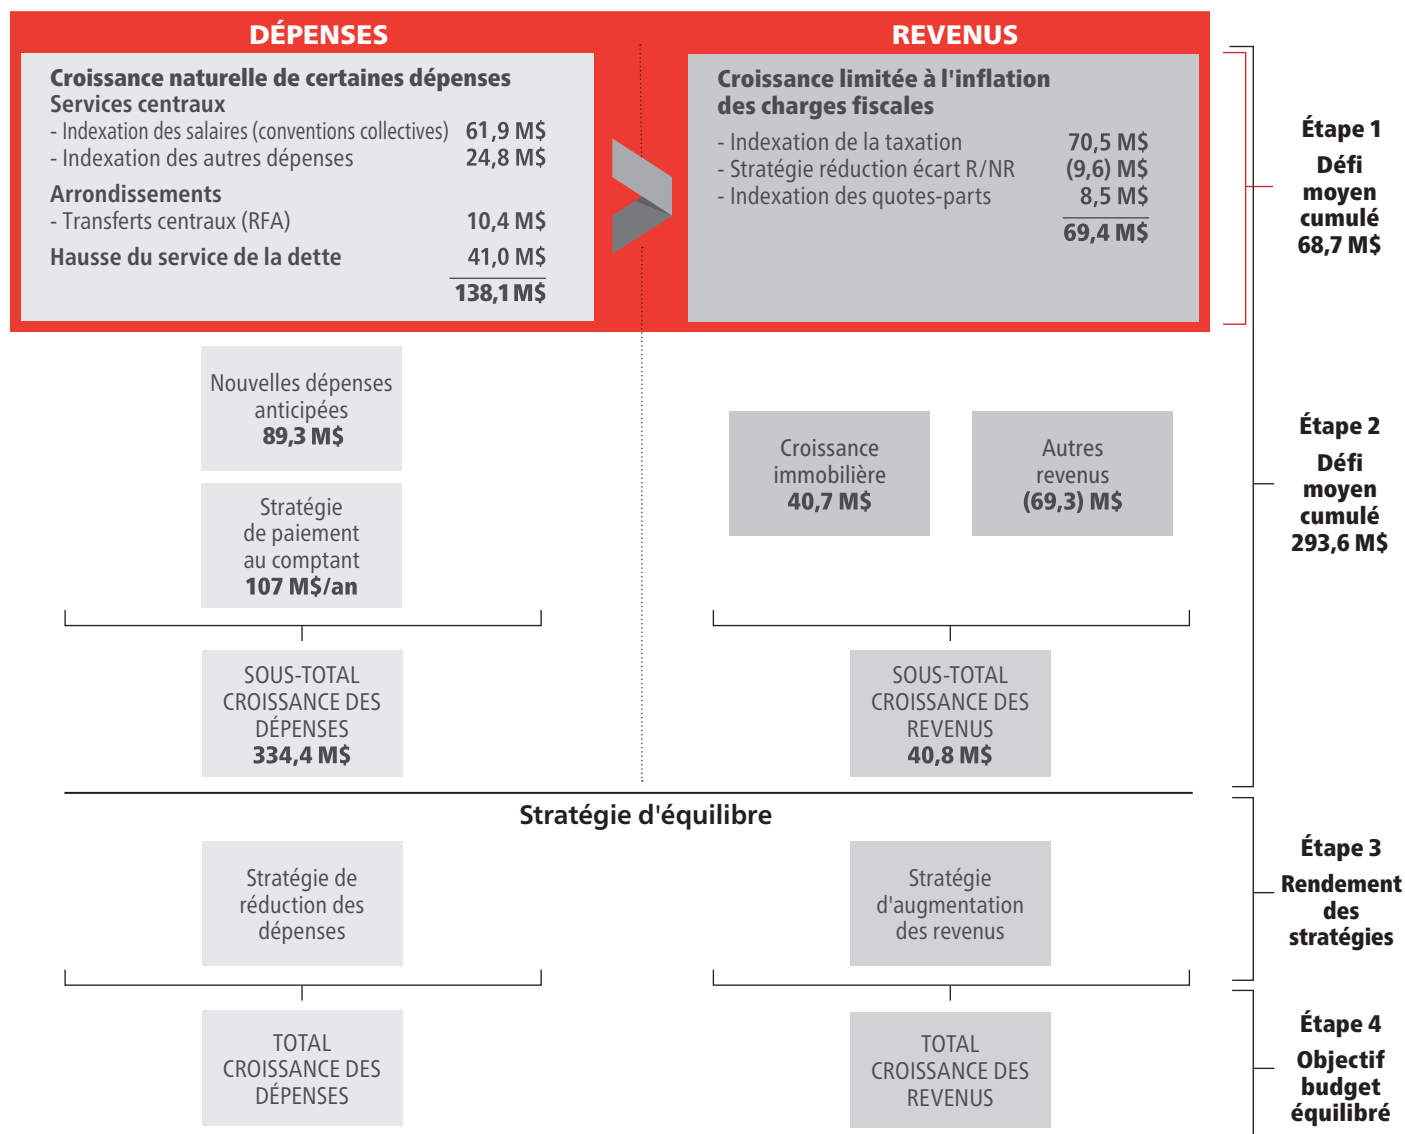 DÉPENSES
Croissance naturelle de certaines dépenses
Services centraux
- Indexation des salaires (conventions collectives) 61,9 M$
- Indexation des autres dépenses 24,8 M$
Arrondissements
- Transferts centraux (RFA) 10,4 M$
Hausse du service de la dette 41,0 M$
138,1 M$
REVENUS
Croissance limitée à l'inflation
des charges fiscales
- Indexation de la taxation 70,5 M$
- Stratégie réduction écart R/NR (9,6) M$
- Indexation des quotes-parts 8,5 M$
69,4 M$
Étape 1
Défi
moyen
cumulé
68,7 M$
Nouvelles dépenses
anticipées
89,3 M$
Stratégie
de paiement
au comptant
107 M$/an
Croissance
immobilière
40,7 M$
Autres
revenus
(69,3) M$
Étape 2
Défi
moyen
cumulé
293,6 M$
SOUS-TOTAL
CROISSANCE DES
DÉPENSES
334,4 M$
SOUS-TOTAL
CROISSANCE DES
REVENUS
40,8 M$
Stratégie d'équilibre
Stratégie de
réduction des
dépenses
Stratégie
d'augmentation
des revenus
Étape 3
Rendement
des
stratégies
TOTAL
CROISSANCE DES
DÉPENSES
TOTAL
CROISSANCE DES
REVENUS
Étape 4
Objectif
budget
équilibré